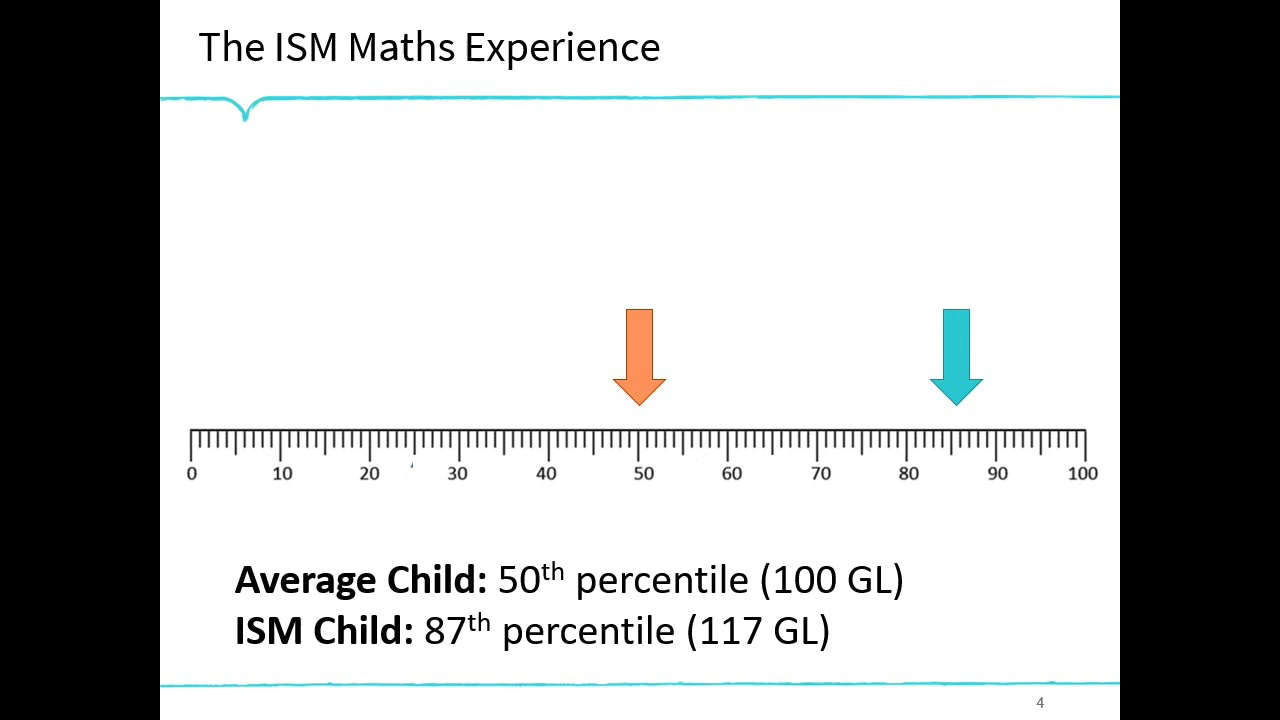 The ISM Maths Experience
0 10 20 30 40 50 60 70 80 90 100
Average Child: 50th percentile (100 GL)
ISM Child: 87th percentile (117 GL)
4